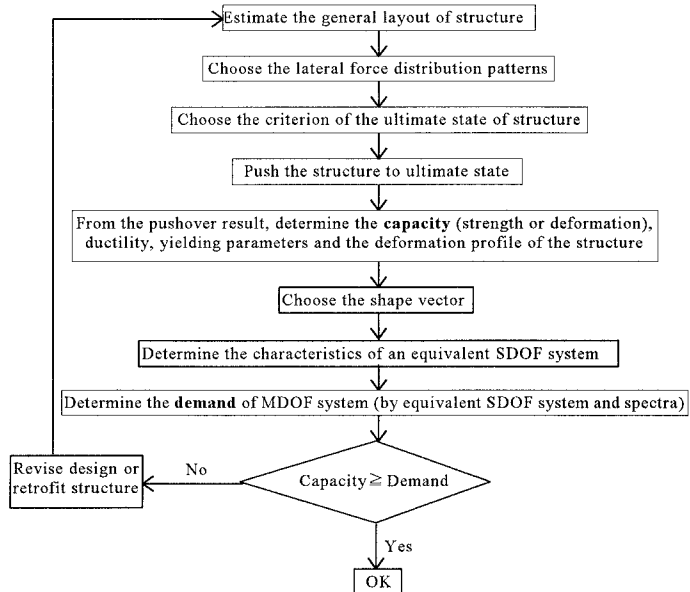 Estimate the general layout of structure
Choose the lateral force distribution patterns
Choose the criterion of the ultimate state of structure
Push the structure to ultimate state
From the pushover result, determine the capacity (strength or deformation),
ductility, yielding parameters and the deformation profile of the structure
Choose the shape vector
Determine the characteristics of an equivalent SDOF system
Determine the demand of MDOF system (by equivalent SDOF system and spectra)
Capacity ≧ Demand
No
Revise design or
retrofit structure
Yes
OK